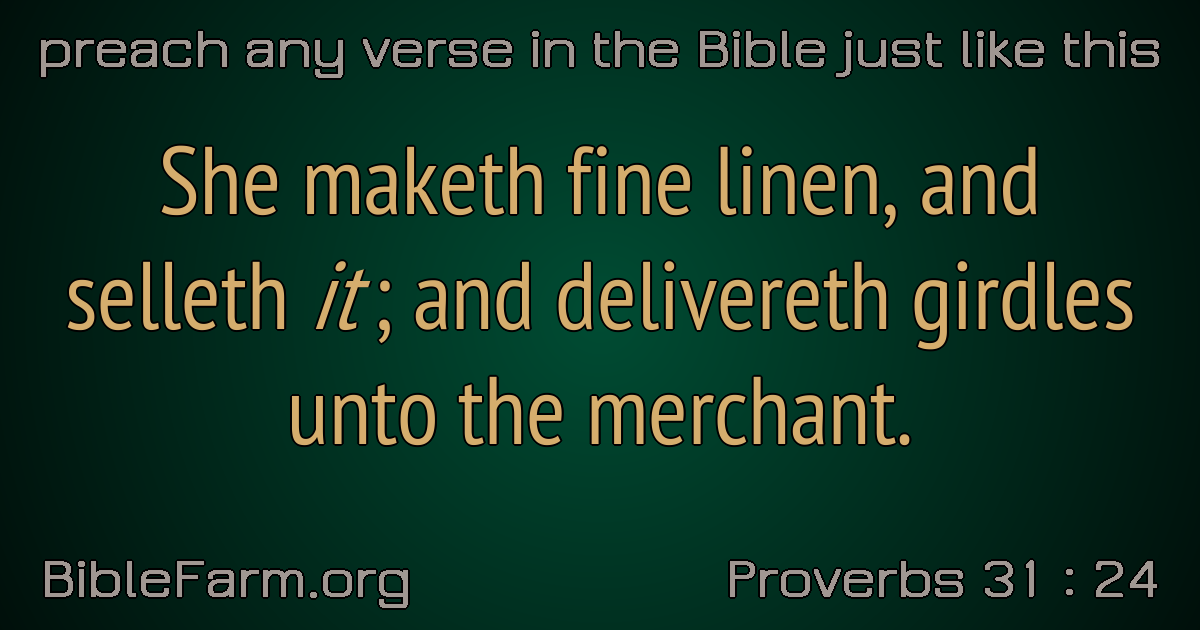 preach any verse in the Bible just like this
She maketh fine linen, and
selleth it; and delivereth girdles
unto the merchant.
BibleFarm.org
Proverbs 31 : 24